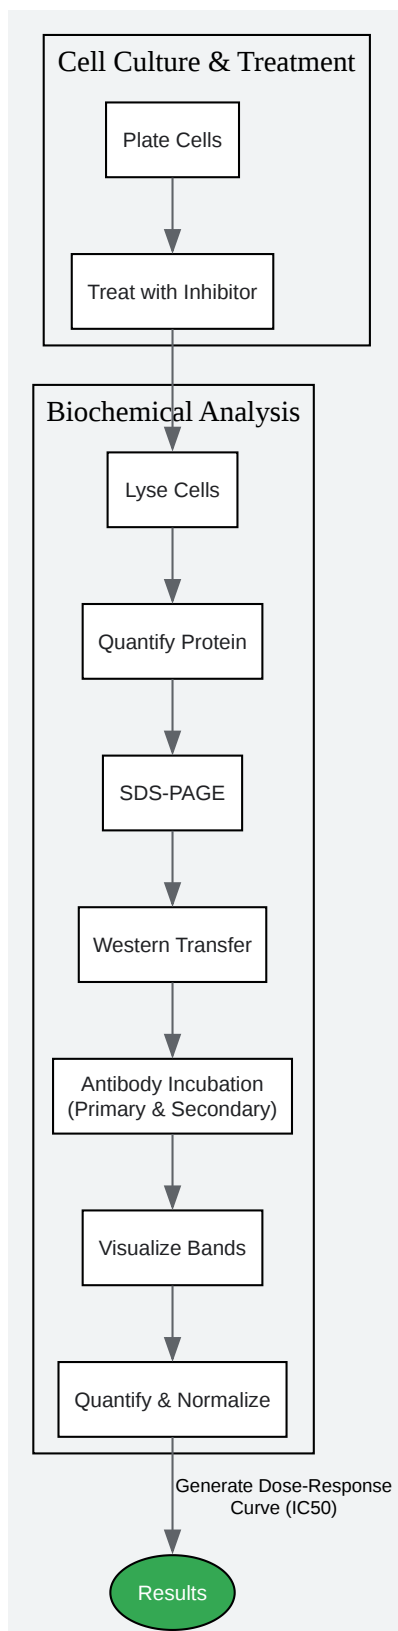 Cell Culture & Treatment
Plate Cells
Treat with Inhibitor
Biochemical Analysis
Lyse Cells
Quantify Protein
SDS-PAGE
Western Transfer
Antibody Incubation
(Primary & Secondary)
Visualize Bands
Quantify & Normalize
Generate Dose-Response
Curve (IC50)
Results